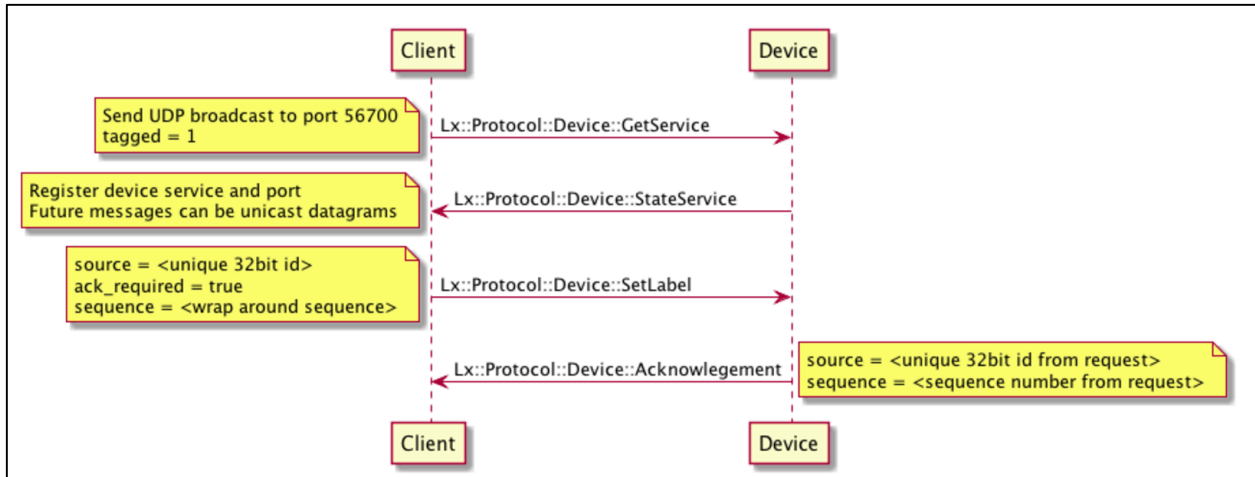 Client Device
Send UDP broadcast to port 56700
tagged = 1
Lx::Protocol::Device::GetService
Register device service and port
Future messages can be unicast datagrams
Lx::Protocol::Device::StateService
source = <unique 32bit id>
ack_required = true
sequence = <wrap around sequence>
Lx::Protocol::Device::SetLabel
Lx::Protocol::Device::Acknowlegement
source = <unique 32bit id from request>
sequence = <sequence number from request>
Client Device